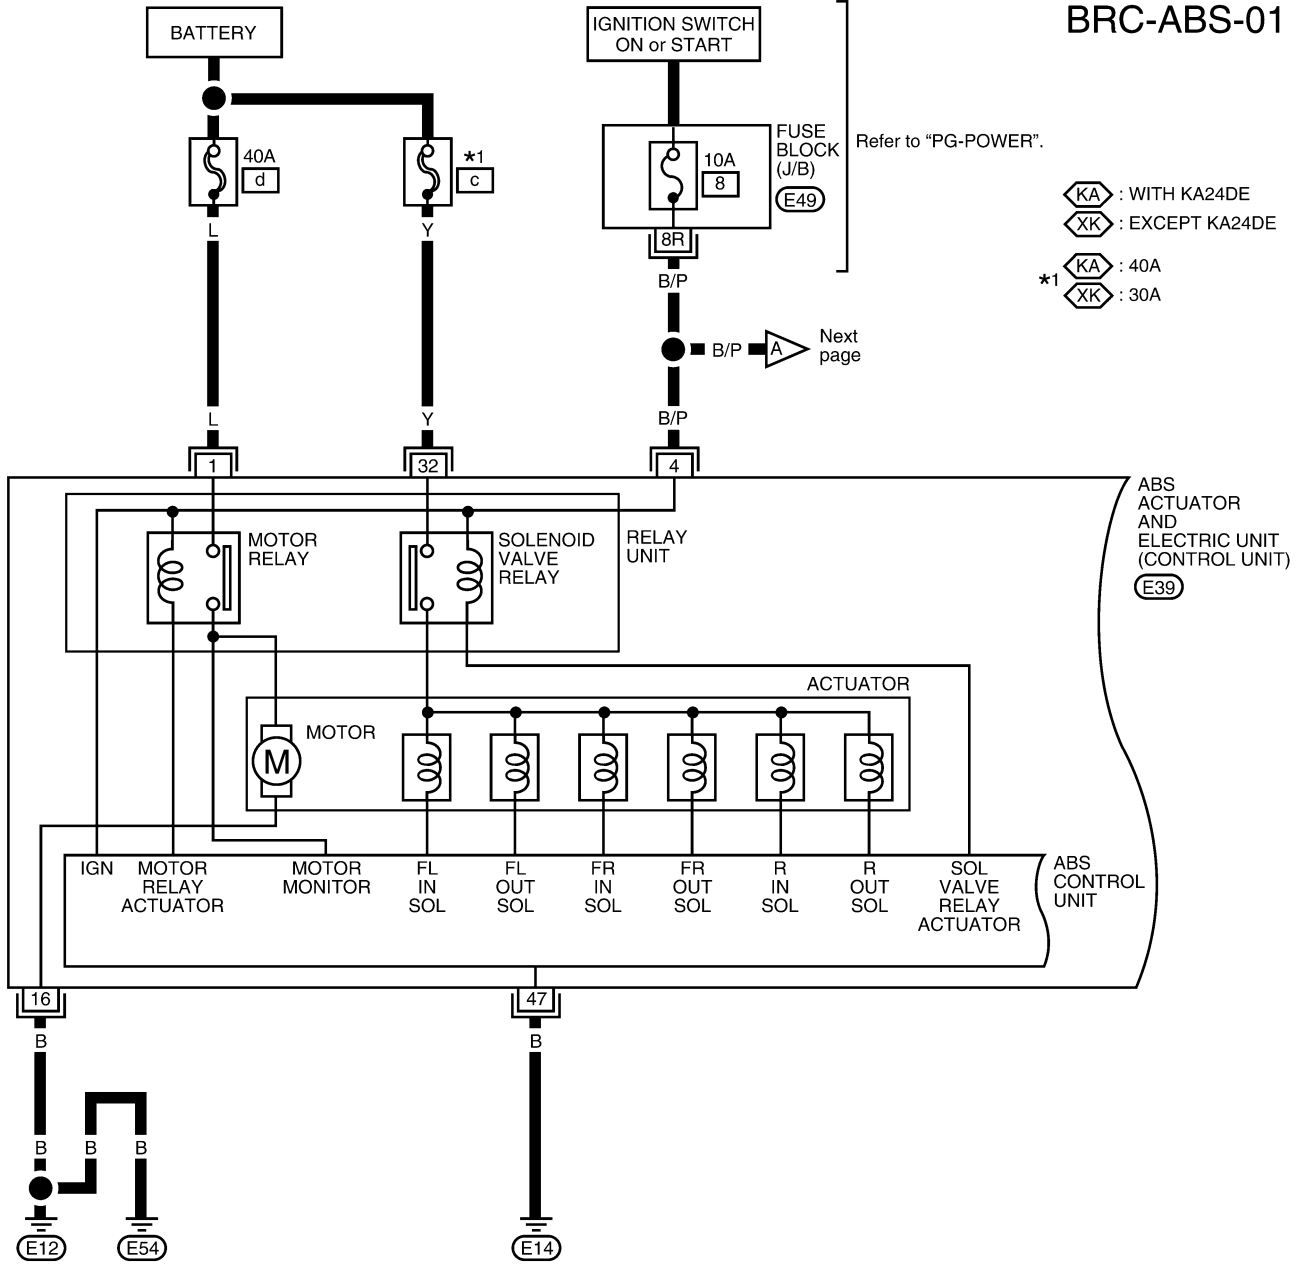 BRC-ABS-01
BATTERY
IGNITION SWITCH
ON or START
40A
d
*1
c
10A
8
FUSE
BLOCK
(J/B)
E49
Refer to “PG-POWER”.
KA : WITH KA24DE
XK : EXCEPT KA24DE
*1
KA : 40A
XK : 30A
L
Y
8R
B/P
B/P
A
Next
page
L
Y
B/P
1
32
4
ABS
ACTUATOR
AND
ELECTRIC UNIT
(CONTROL UNIT)
E39
MOTOR
RELAY
SOLENOID
VALVE
RELAY
RELAY
UNIT
ACTUATOR
MOTOR
M
IGN
MOTOR
RELAY
ACTUATOR
MOTOR
MONITOR
FL
IN
SOL
FL
OUT
SOL
FR
IN
SOL
FR
OUT
SOL
R
IN
SOL
R
OUT
SOL
SOL
VALVE
RELAY
ACTUATOR
ABS
CONTROL
UNIT
16
47
B
B
B
B
B
E12
E54
E14